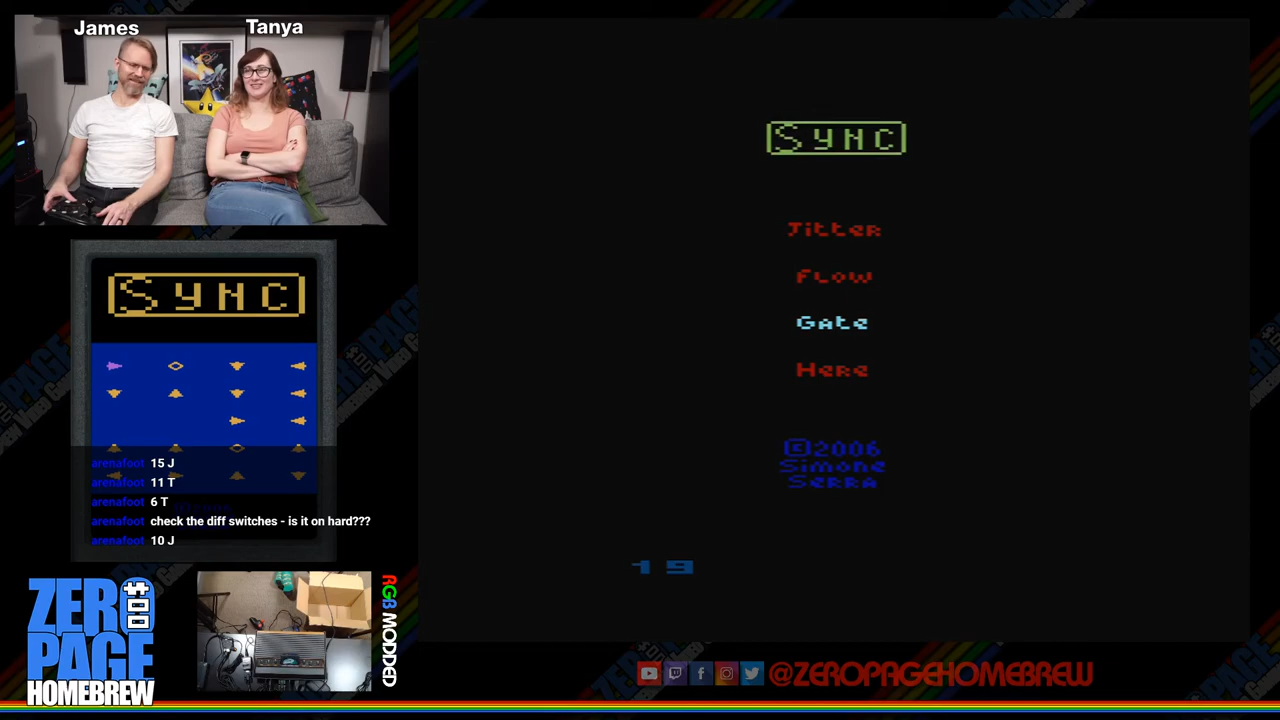 James
Tanya
Sync
Sync
Jitter
Flow
Gate
Here
©2006
Simone
Serra
19
arenafoot 15 J
arenafoot 11 T
arenafoot 6 T
arenafoot check the diff switches - is it on hard???
arenafoot 10 J
ZERO
PAGE
HOMEBREW
$00
RGB MODDED
@ZEROPAGEHOMEBREW